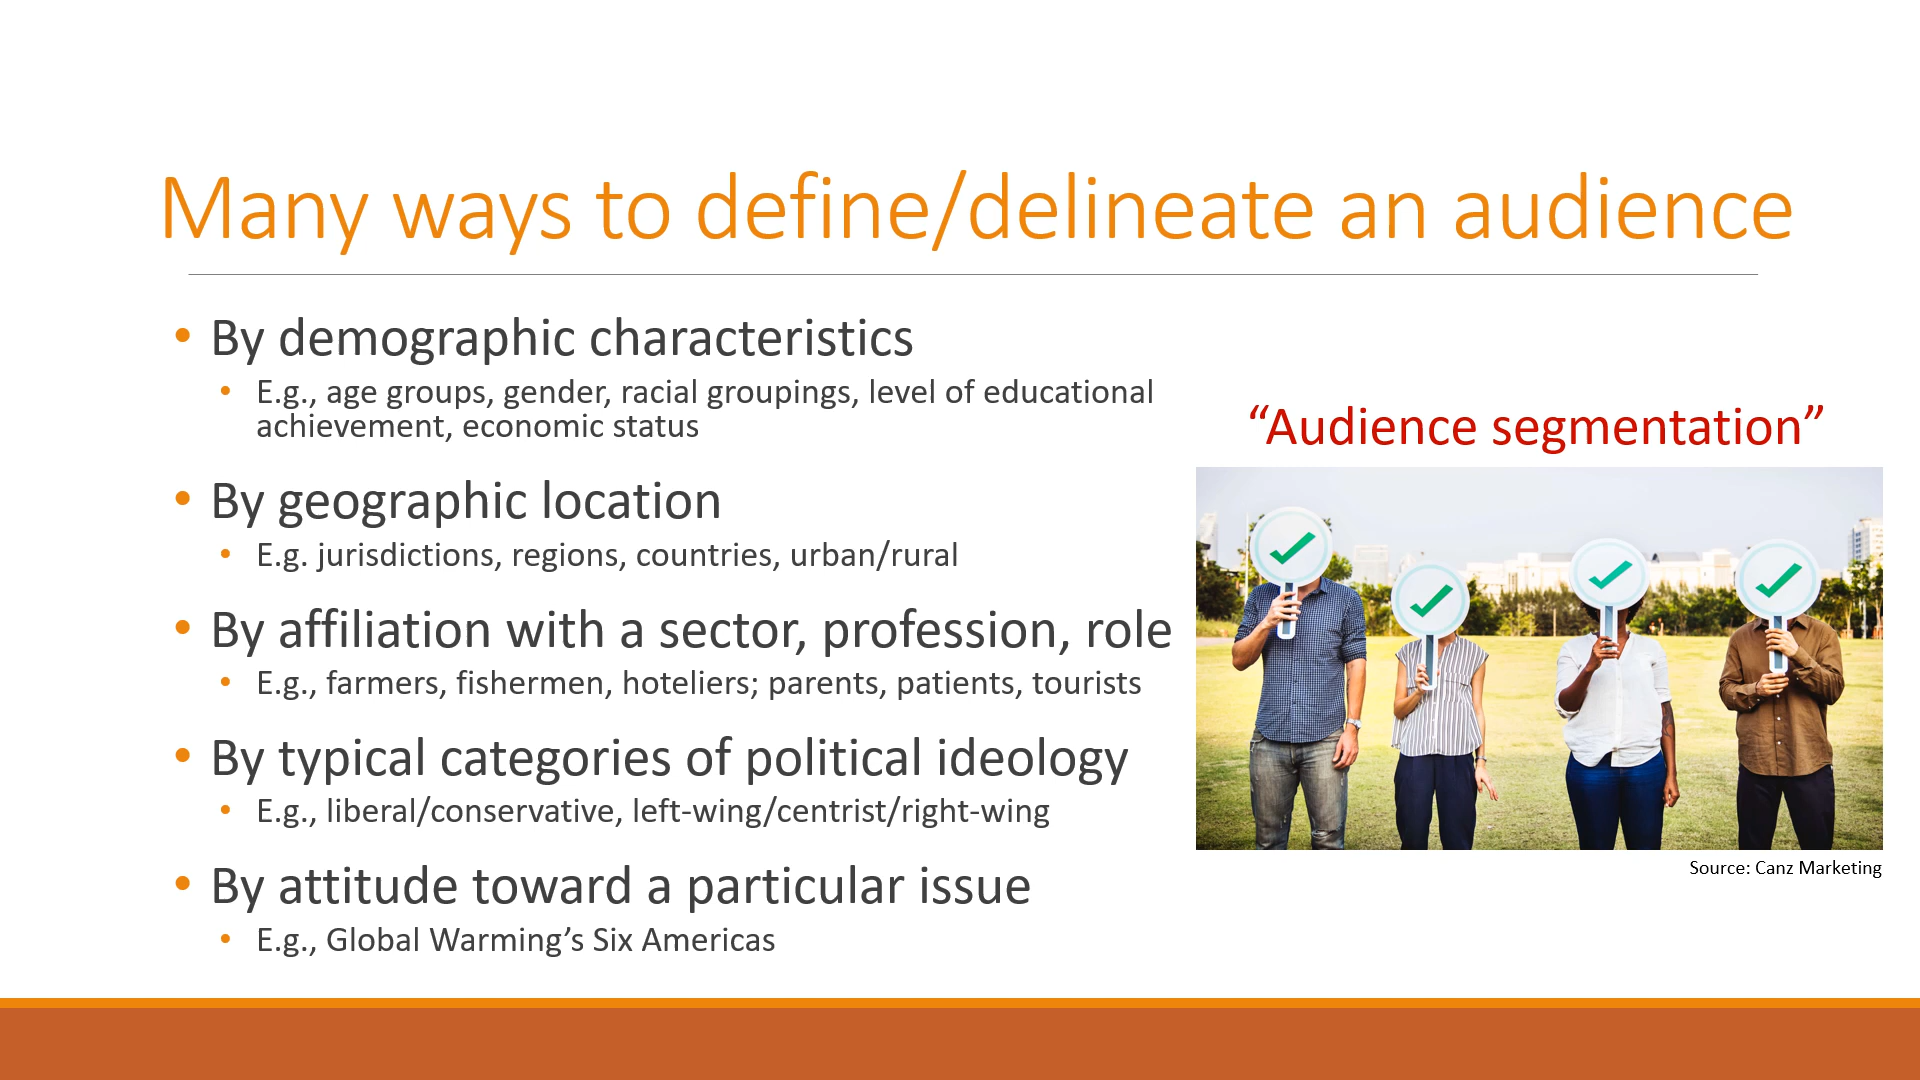 Many ways to define/delineate an audience
• By demographic characteristics
• E.g., age groups, gender, racial groupings, level of educational
achievement, economic status
• By geographic location
• E.g. jurisdictions, regions, countries, urban/rural
• By affiliation with a sector, profession, role
• E.g., farmers, fishermen, hoteliers; parents, patients, tourists
• By typical categories of political ideology
• E.g., liberal/conservative, left-wing/centrist/right-wing
• By attitude toward a particular issue
• E.g., Global Warming’s Six Americas
“Audience segmentation”
Source: Canz Marketing